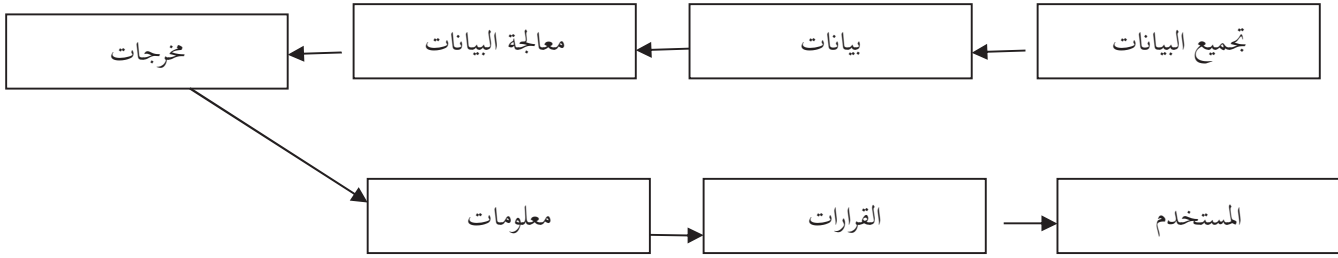 تجميع البيانات
بيانات
معالجة البيانات
مخرجات
معلومات
القرارات
المستخدم